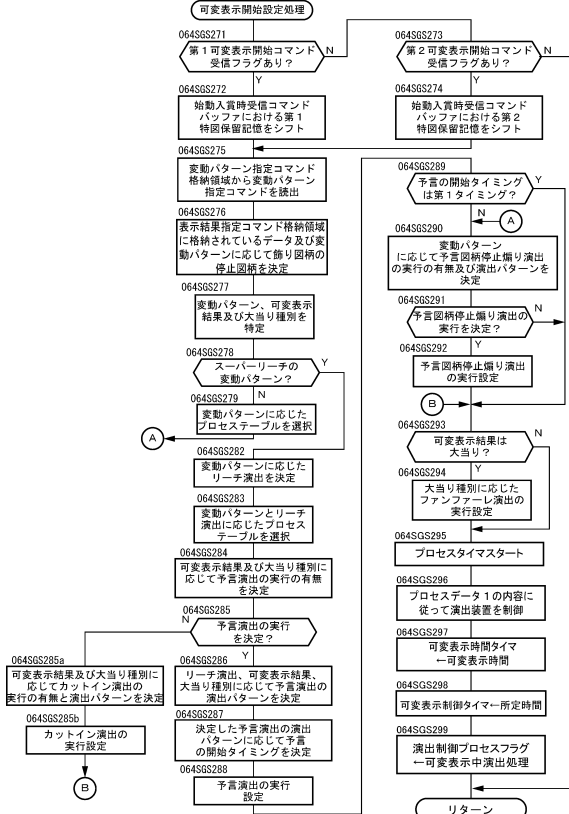 可変表示開始設定処理
064SGS271
第１可変表示開始コマンド
受信フラグあり？
N
Y
064SGS273
第２可変表示開始コマンド
受信フラグあり？
N
Y
064SGS272
始動入賞時受信コマンド
バッファにおける第１
特図保留記憶をシフト
064SGS274
始動入賞時受信コマンド
バッファにおける第２
特図保留記憶をシフト
064SGS275
変動パターン指定コマンド
格納領域から変動パターン
指定コマンドを読出
064SGS276
表示結果指定コマンド格納領域
に格納されているデータ及び変
動パターンに応じて飾り図柄の
停止図柄を決定
064SGS277
変動パターン、可変表示
結果及び大当り種別を
特定
064SGS278
スーパーリーチの
変動パターン？
Y
N
064SGS279
変動パターンに応じた
プロセステーブルを選択
A
064SGS282
変動パターンに応じた
リーチ演出を決定
064SGS283
変動パターンとリーチ
演出に応じたプロセス
テーブルを選択
064SGS284
可変表示結果及び大当り種別に
応じて予言演出の実行の有無
を決定
064SGS285
予言演出の実行
を決定？
N
Y
064SGS285a
可変表示結果及び大当り種別に
応じてカットイン演出の
実行の有無と演出パターンを決定
064SGS285b
カットイン演出の
実行設定
B
064SGS286
リーチ演出、可変表示結果、
大当り種別に応じて予言演出の
演出パターンを決定
064SGS287
決定した予言演出の演出
パターンに応じて予言
の開始タイミングを決定
064SGS288
予言演出の実行
設定
064SGS289
予言の開始タイミング
は第１タイミング？
Y
N
A
064SGS290
変動パターン
に応じて予言図柄停止煽り演出
の実行の有無及び演出パターンを
決定
064SGS291
予言図柄停止煽り演出の
実行を決定？
N
Y
064SGS292
予言図柄停止煽り演出
の実行設定
B
064SGS293
可変表示結果は
大当り？
N
Y
064SGS294
大当り種別に応じた
ファンファーレ演出の
実行設定
064SGS295
プロセスタイマスタート
064SGS296
プロセスデータ１の内容に
従って演出装置を制御
064SGS297
可変表示時間タイマ
←可変表示時間
064SGS298
可変表示制御タイマ←所定時間
064SGS299
演出制御プロセスフラグ
←可変表示中演出処理
リターン